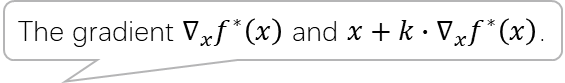 The gradient ∇ₓf*(x) and x + k · ∇ₓf*(x).